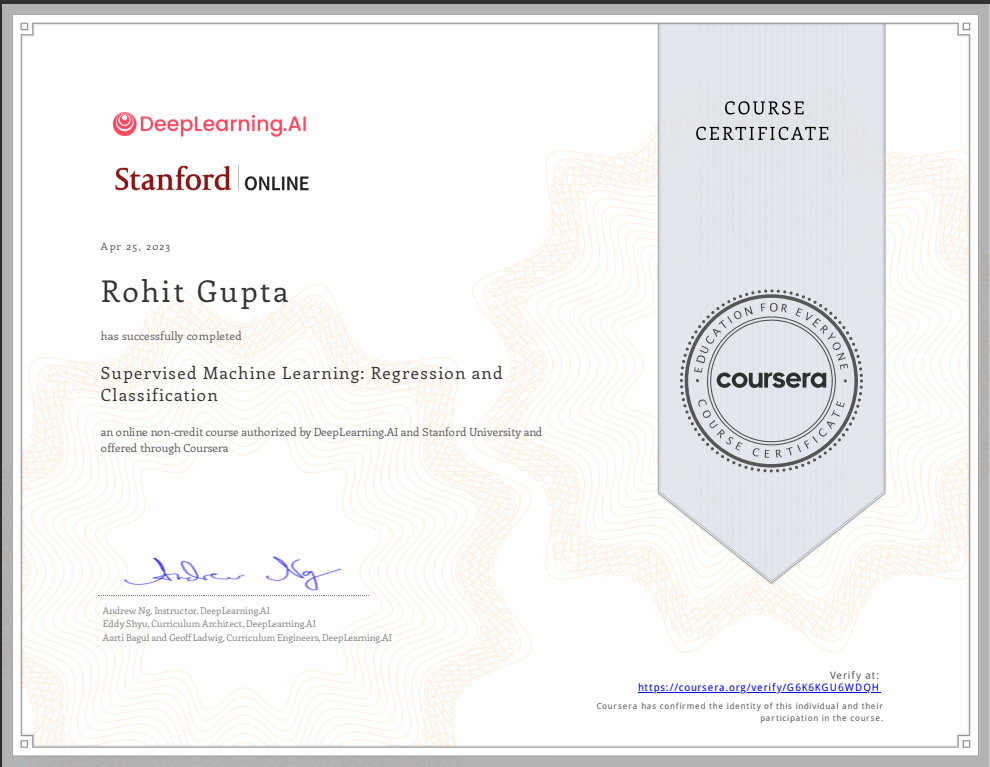 DeepLearning.AI
Stanford ONLINE
Apr 25, 2023
Rohit Gupta
has successfully completed
Supervised Machine Learning: Regression and
Classification
an online non-credit course authorized by DeepLearning.AI and Stanford University and
offered through Coursera
Andrew Ng
Andrew Ng, Instructor, DeepLearning.AI
Eddy Shyu, Curriculum Architect, DeepLearning.AI
Aarti Bagul and Geoff Ladwig, Curriculum Engineers, DeepLearning.AI
COURSE
CERTIFICATE
EDUCATION FOR EVERYONE
coursera
COURSE CERTIFICATE
Verify at:
https://coursera.org/verify/G6K6KGU6WDQH
Coursera has confirmed the identity of this individual and their
participation in the course.